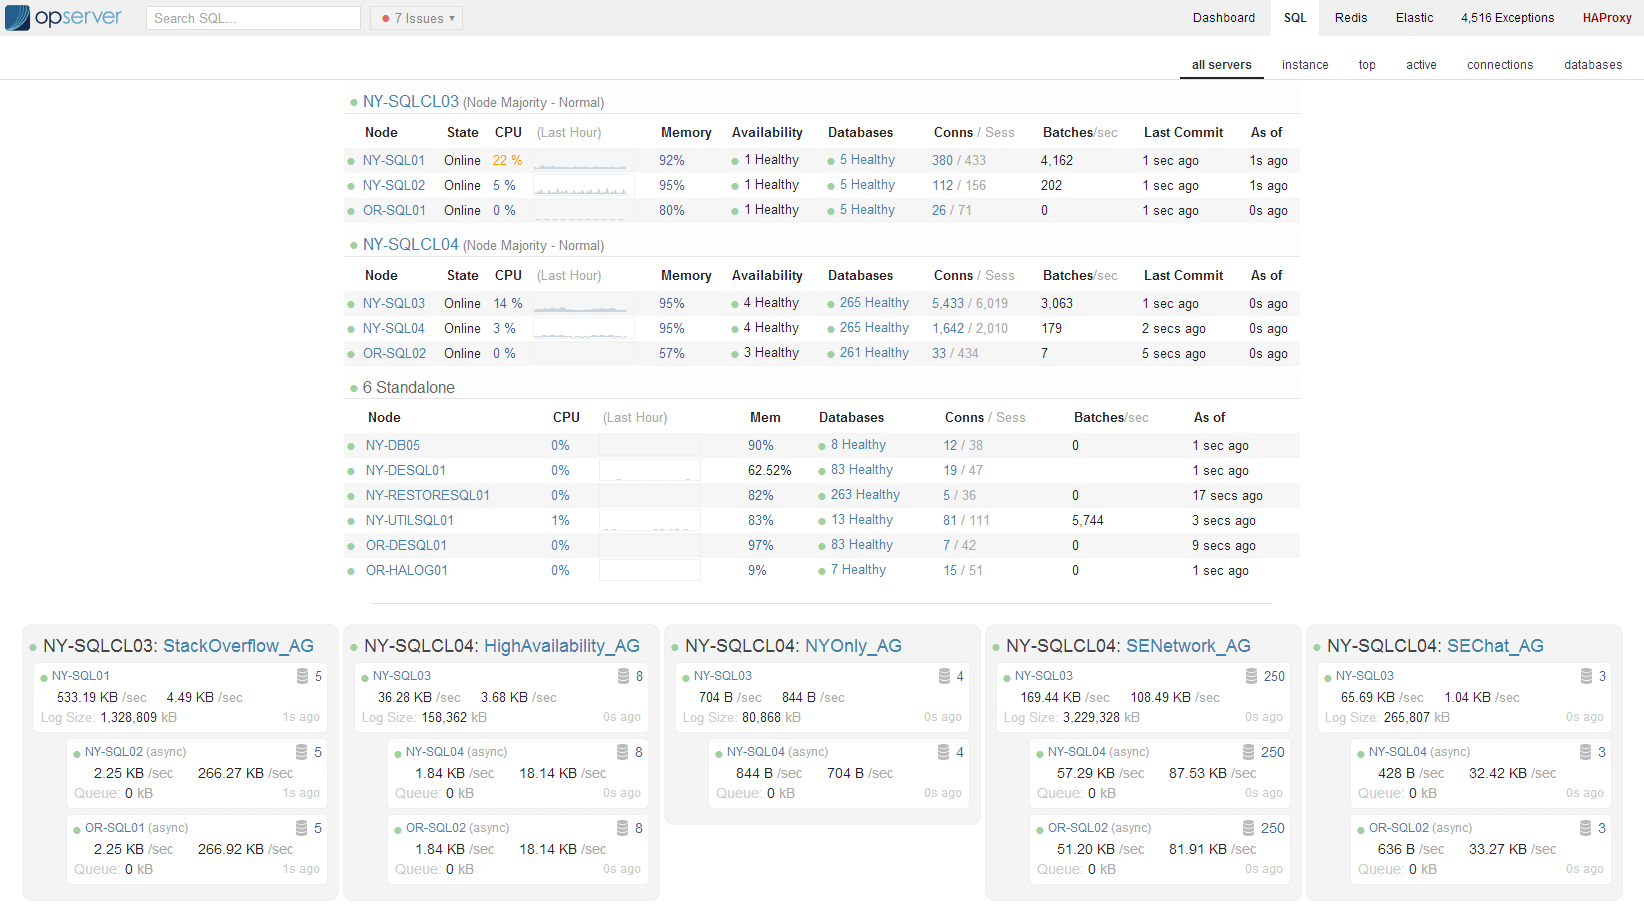 opserver Search SQL... 7 Issues ▾ Dashboard SQL Redis Elastic 4,516 Exceptions HAProxy
all servers instance top active connections databases
NY-SQLCL03 (Node Majority - Normal)
Node State CPU (Last Hour) Memory Availability Databases Conns / Sess Batches/sec Last Commit As of
NY-SQL01 Online 22 % 92% 1 Healthy 5 Healthy 380 / 433 4,162 1 sec ago 1s ago
NY-SQL02 Online 5 % 95% 1 Healthy 5 Healthy 112 / 156 202 1 sec ago 1s ago
OR-SQL01 Online 0 % 80% 1 Healthy 5 Healthy 26 / 71 0 1 sec ago 0s ago
NY-SQLCL04 (Node Majority - Normal)
Node State CPU (Last Hour) Memory Availability Databases Conns / Sess Batches/sec Last Commit As of
NY-SQL03 Online 14 % 95% 4 Healthy 265 Healthy 5,433 / 6,019 3,063 1 sec ago 0s ago
NY-SQL04 Online 3 % 95% 4 Healthy 265 Healthy 1,642 / 2,010 179 2 secs ago 0s ago
OR-SQL02 Online 0 % 57% 3 Healthy 261 Healthy 33 / 434 7 5 secs ago 0s ago
6 Standalone
Node CPU (Last Hour) Mem Databases Conns / Sess Batches/sec As of
NY-DB05 0% 90% 8 Healthy 12 / 38 0 1 sec ago
NY-DESQL01 0% 62.52% 83 Healthy 19 / 47 1 sec ago
NY-RESTORESQL01 0% 82% 263 Healthy 5 / 36 0 17 secs ago
NY-UTILSQL01 1% 83% 13 Healthy 81 / 111 5,744 3 secs ago
OR-DESQL01 0% 97% 83 Healthy 7 / 42 0 9 secs ago
OR-HALOG01 0% 9% 7 Healthy 15 / 51 0 1 sec ago
NY-SQLCL03: StackOverflow_AG
NY-SQL01 5
533.19 KB /sec 4.49 KB /sec
Log Size: 1,328,809 kB 1s ago
NY-SQL02 (async) 5
2.25 KB /sec 266.27 KB /sec
Queue: 0 kB 1s ago
OR-SQL01 (async) 5
2.25 KB /sec 266.92 KB /sec
Queue: 0 kB 1s ago
NY-SQLCL04: HighAvailability_AG
NY-SQL03 8
36.28 KB /sec 3.68 KB /sec
Log Size: 158,362 kB 0s ago
NY-SQL04 (async) 8
1.84 KB /sec 18.14 KB /sec
Queue: 0 kB 0s ago
OR-SQL02 (async) 8
1.84 KB /sec 18.14 KB /sec
Queue: 0 kB 0s ago
NY-SQLCL04: NYOnly_AG
NY-SQL03 4
704 B /sec 844 B /sec
Log Size: 80,868 kB 0s ago
NY-SQL04 (async) 4
844 B /sec 704 B /sec
Queue: 0 kB 0s ago
NY-SQLCL04: SENetwork_AG
NY-SQL03 250
169.44 KB /sec 108.49 KB /sec
Log Size: 3,229,328 kB 0s ago
NY-SQL04 (async) 250
57.29 KB /sec 87.53 KB /sec
Queue: 0 kB 0s ago
OR-SQL02 (async) 250
51.20 KB /sec 81.91 KB /sec
Queue: 0 kB 0s ago
NY-SQLCL04: SEChat_AG
NY-SQL03 3
65.69 KB /sec 1.04 KB /sec
Log Size: 265,807 kB 0s ago
NY-SQL04 (async) 3
428 B /sec 32.42 KB /sec
Queue: 0 kB 0s ago
OR-SQL02 (async) 3
636 B /sec 33.27 KB /sec
Queue: 0 kB 0s ago